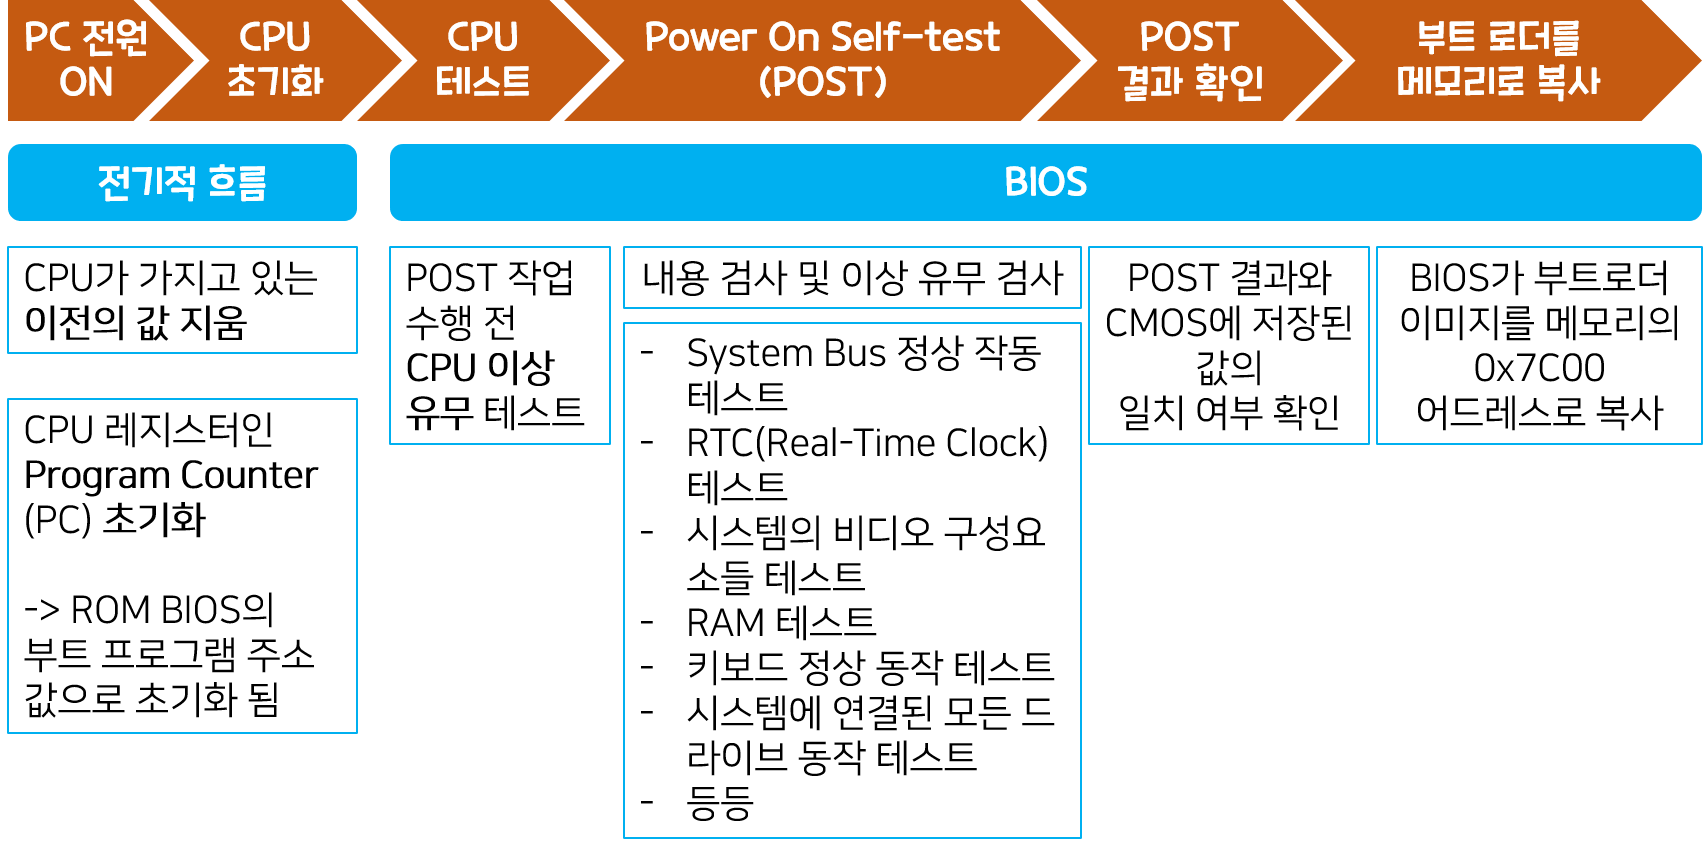 PC 전원
ON
CPU
초기화
CPU
테스트
Power On Self-test
(POST)
POST
결과 확인
부트 로더를
메모리로 복사
전기적 흐름
BIOS
CPU가 가지고 있는
이전의 값 지움
CPU 레지스터인
Program Counter
(PC) 초기화
-> ROM BIOS의
부트 프로그램 주소
값으로 초기화 됨
POST 작업
수행 전
CPU 이상
유무 테스트
내용 검사 및 이상 유무 검사
- System Bus 정상 작동
테스트
- RTC(Real-Time Clock)
테스트
- 시스템의 비디오 구성요
소들 테스트
- RAM 테스트
- 키보드 정상 동작 테스트
- 시스템에 연결된 모든 드
라이브 동작 테스트
- 등등
POST 결과와
CMOS에 저장된
값의
일치 여부 확인
BIOS가 부트로더
이미지를 메모리의
0x7C00
어드레스로 복사